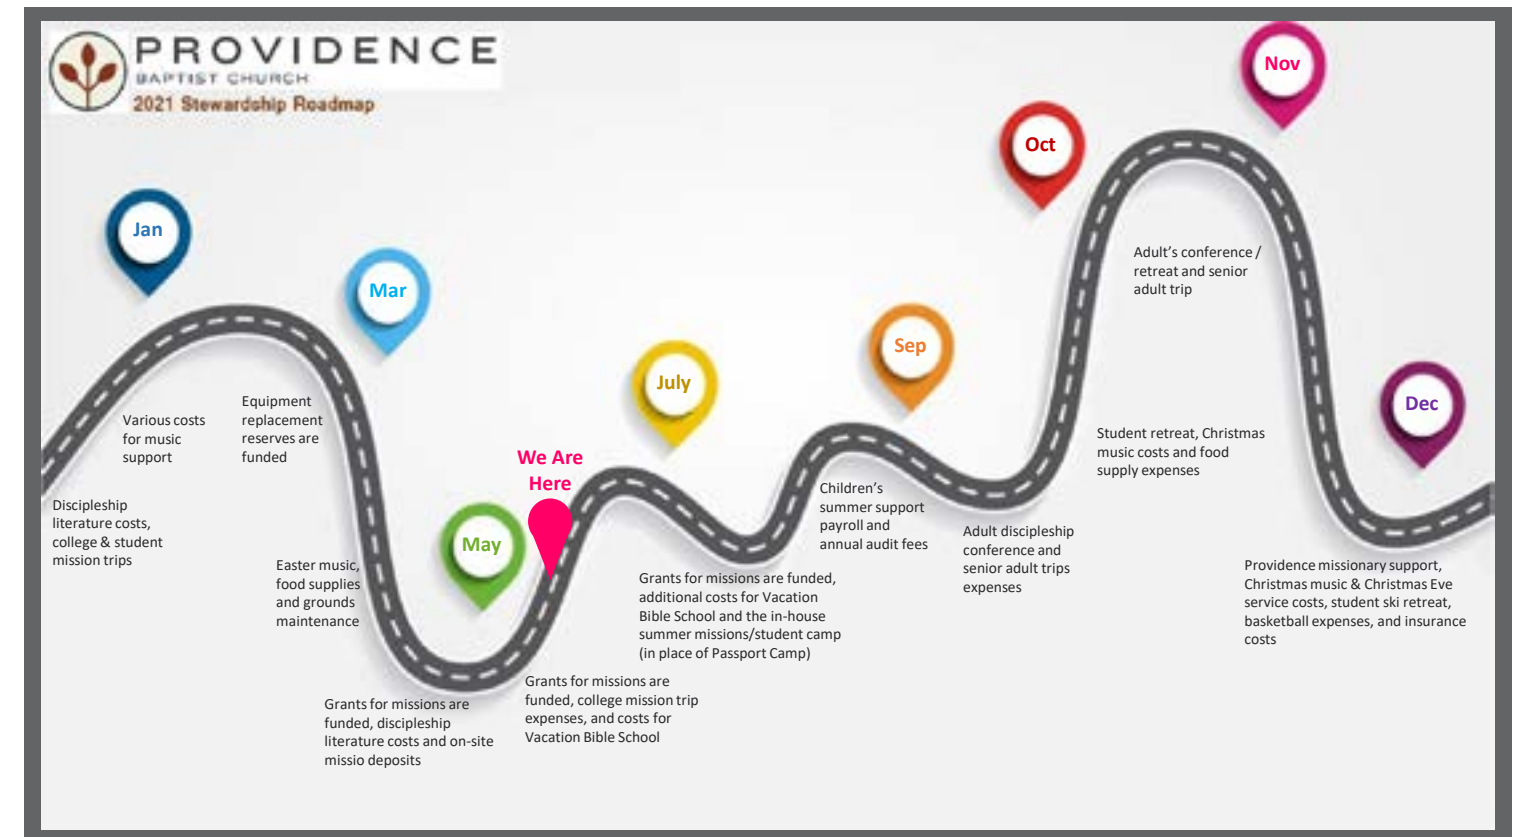 PROVIDENCE
BAPTIST CHURCH
2021 Stewardship Roadmap
Jan
Mar
May
We Are
Here
July
Sep
Oct
Nov
Dec
Discipleship
literature costs,
college & student
mission trips
Various costs
for music
support
Equipment
replacement
reserves are
funded
Easter music,
food supplies
and grounds
maintenance
Grants for missions are
funded, discipleship
literature costs and on-site
missio deposits
Grants for missions are
funded, college mission trip
expenses, and costs for
Vacation Bible School
Grants for missions are funded,
additional costs for Vacation
Bible School and the in-house
summer missions/student camp
(in place of Passport Camp)
Children’s
summer support
payroll and
annual audit fees
Adult discipleship
conference and
senior adult trips
expenses
Student retreat, Christmas
music costs and food
supply expenses
Adult’s conference /
retreat and senior
adult trip
Providence missionary support,
Christmas music & Christmas Eve
service costs, student ski retreat,
basketball expenses, and insurance
costs